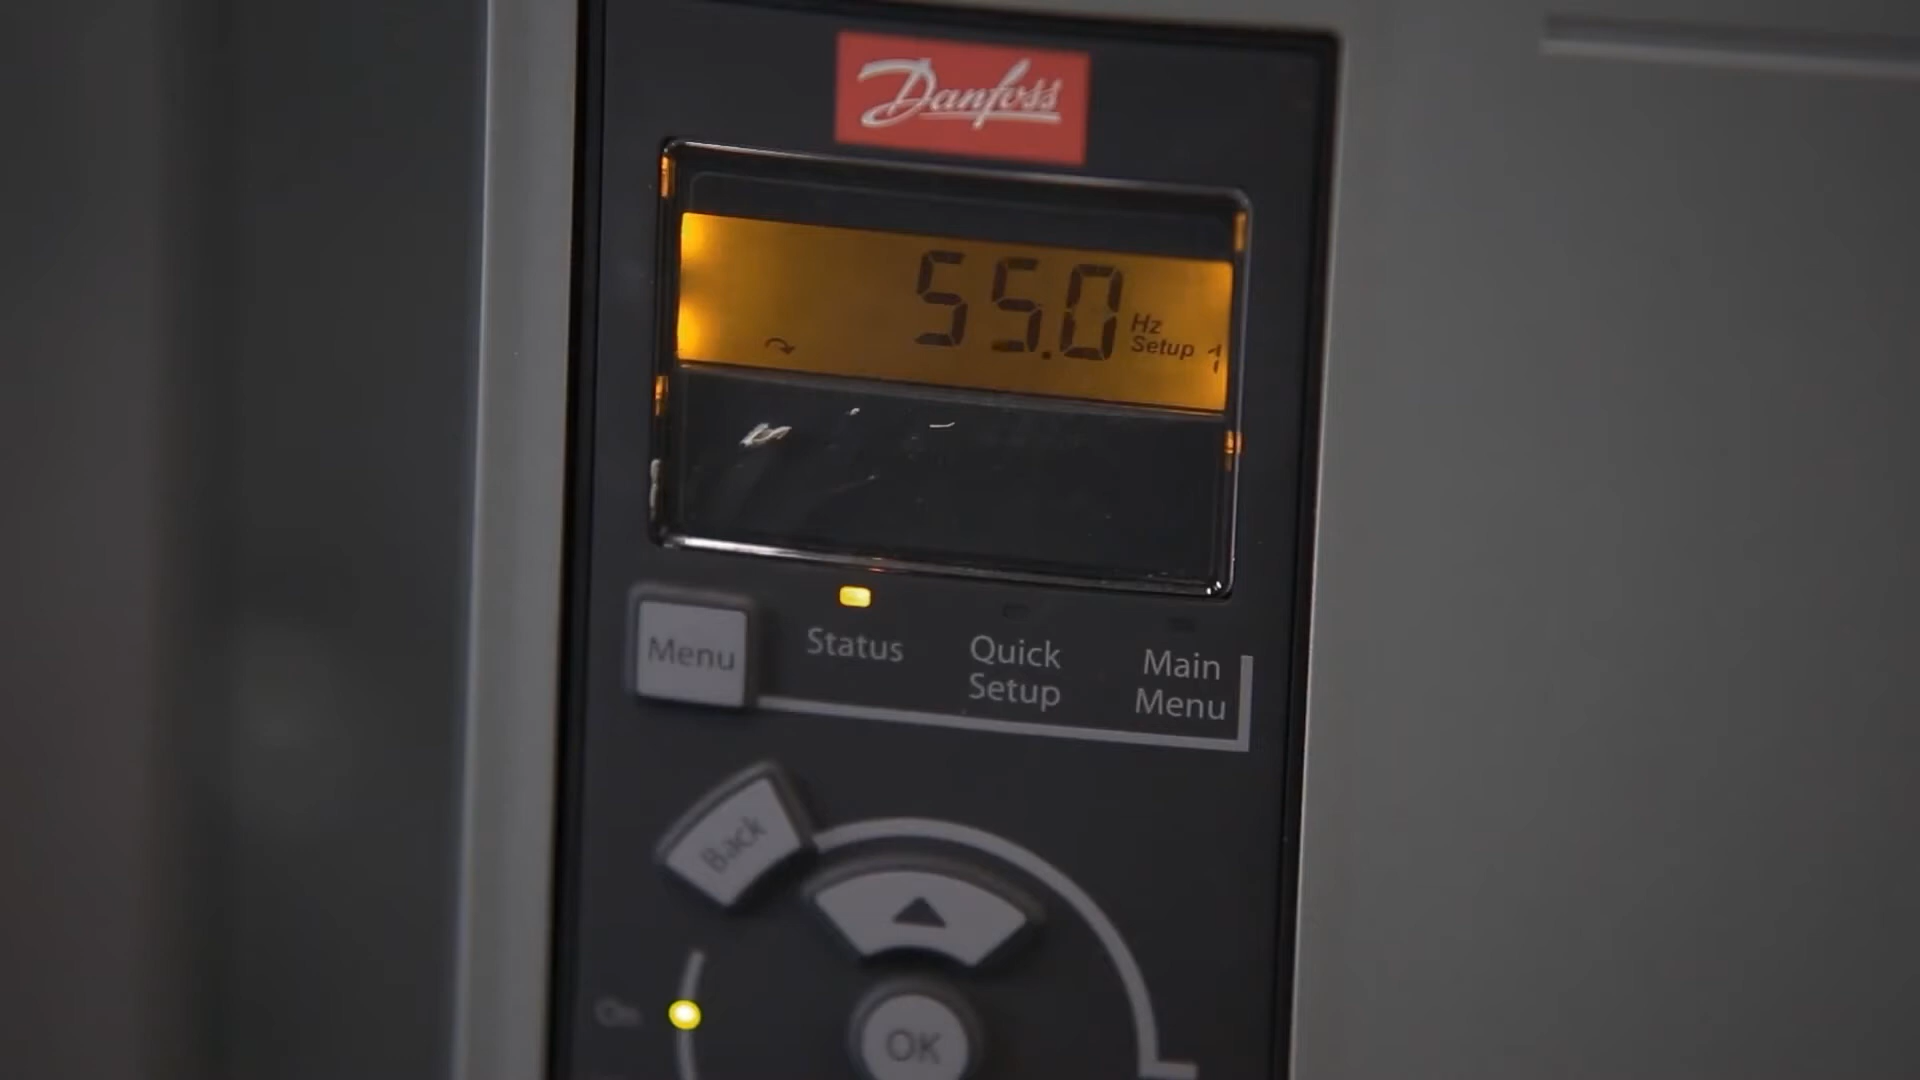 Danfoss
55.0
Hz
Setup 1
Menu
Status
Quick
Setup
Main
Menu
Back
On
OK